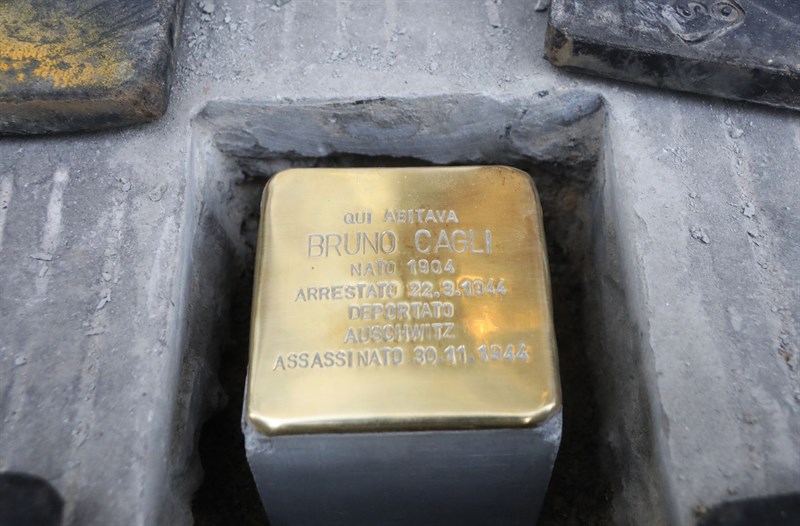 QUI ABITAVA
BRUNO CAGLI
NATO 1904
ARRESTATO 22.3.1944
DEPORTATO
AUSCHWITZ
ASSASSINATO 30.11.1944